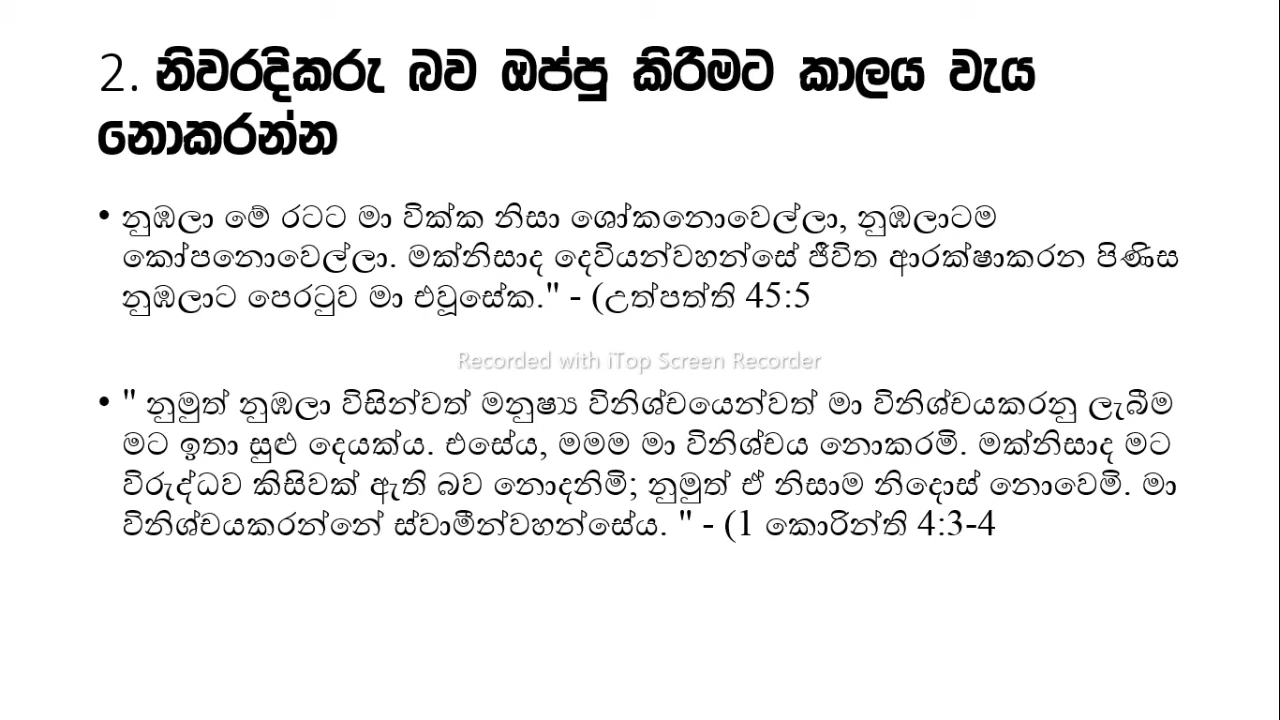 2. නිවරදිකරු බව ඔප්පු කිරීමට කාලය වැය
නොකරන්න
• නුඹලා මේ රටට මා වික්ක නිසා ශෝකනොවෙල්ලා, නුඹලාටම
කෝපනොවෙල්ලා. මක්නිසාද දෙවියන්වහන්සේ ජීවිත ආරක්ෂාකරන පිණිස
නුඹලාට පෙරටුව මා එවූසේක." - (උත්පත්ති 45:5
Recorded with iTop Screen Recorder
• " නුමුත් නුඹලා විසින්වත් මනුෂ්‍ය විනිශ්චයෙන්වත් මා විනිශ්චයකරනු ලැබීම
මට ඉතා සුළු දෙයක්ය. එසේය, මමම මා විනිශ්චය නොකරමි. මක්නිසාද මට
විරුද්ධව කිසිවක් ඇති බව නොදනිමි; නුමුත් ඒ නිසාම නිදොස් නොවෙමි. මා
විනිශ්චයකරන්නේ ස්වාමීන්වහන්සේය. " - (1 කොරින්ති 4:3-4